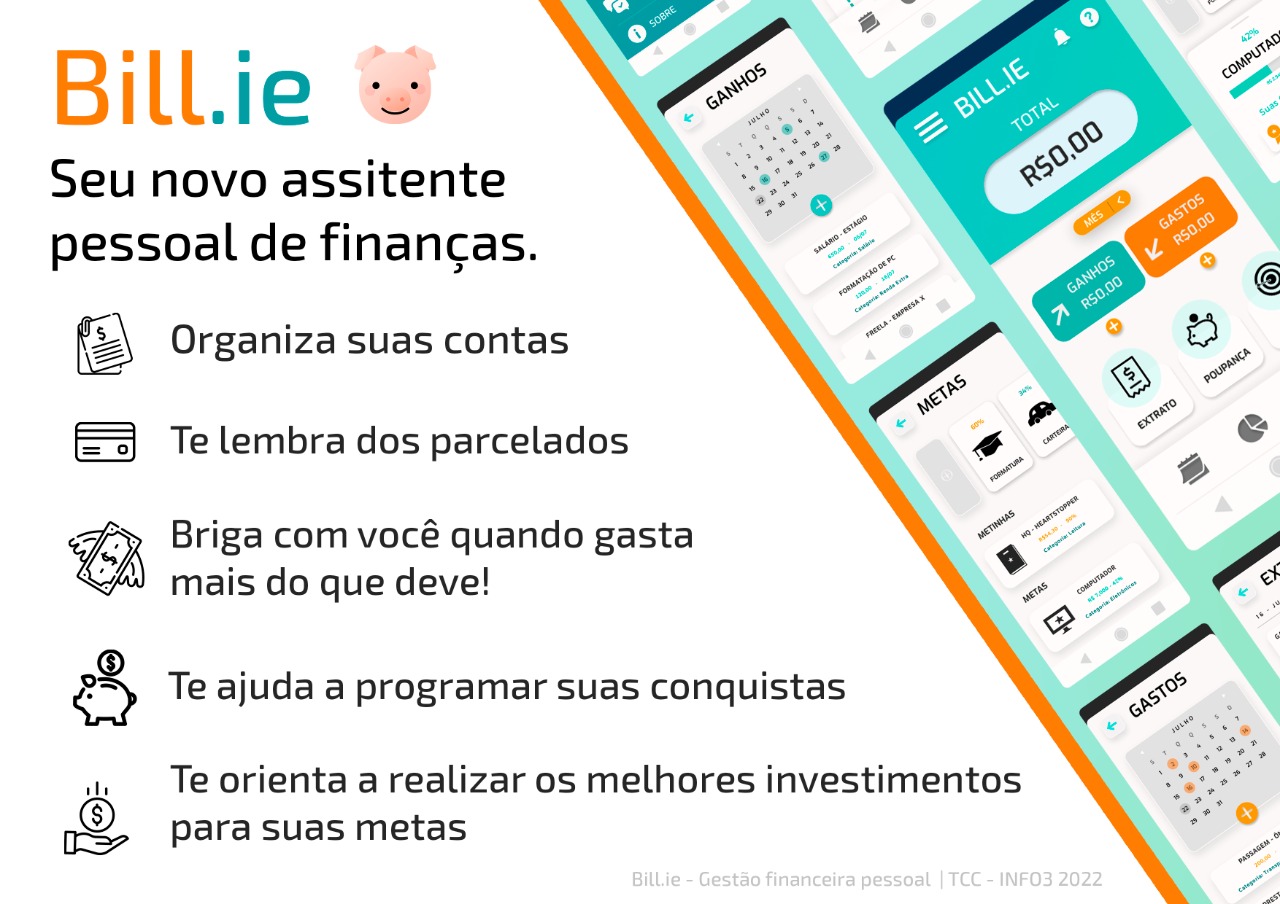 Bill.ie
Seu novo assitente
pessoal de finanças.
Organiza suas contas
Te lembra dos parcelados
Briga com você quando gasta
mais do que deve!
Te ajuda a programar suas conquistas
Te orienta a realizar os melhores investimentos
para suas metas
Bill.ie - Gestão financeira pessoal | TCC - INFO3 2022
SOBRE
GANHOS
JULHO
SALÁRIO - ESTÁGIO
Categoria: Salário
FORMATAÇÃO DE PC
Categoria: Renda Extra
FREELA - EMPRESA X
BILL.IE
TOTAL
R$0,00
MÊS
GANHOS
R$0,00
GASTOS
R$0,00
EXTRATO
POUPANÇA
42%
METAS
60%
FORMATURA
34%
CARTEIRA
METINHAS
HQ - HEARTSTOPPER
Categoria: Leitura
METAS
COMPUTADOR
R$ 7.000 - 42%
Categoria: Eletrônicos
GASTOS
JULHO